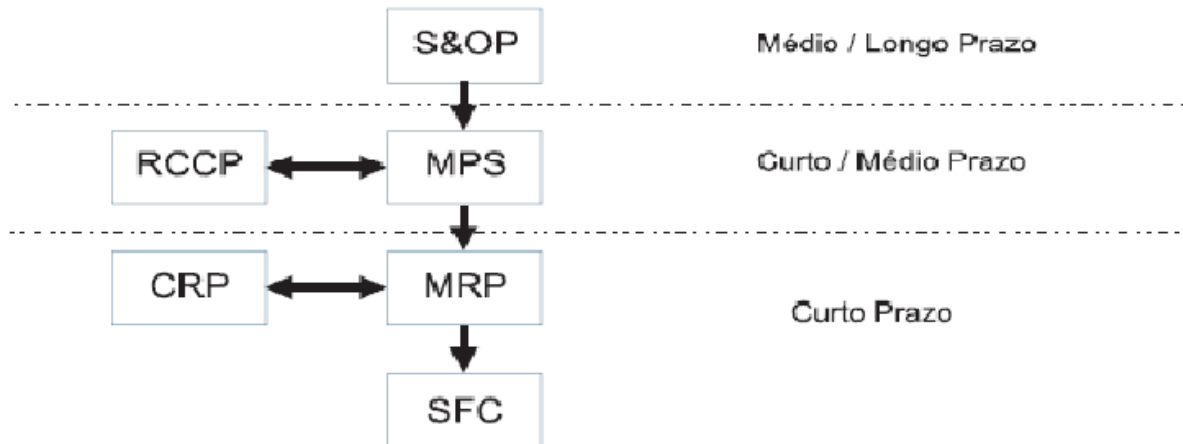 S&OP
Médio / Longo Prazo
RCCP
MPS
Curto / Médio Prazo
CRP
MRP
Curto Prazo
SFC